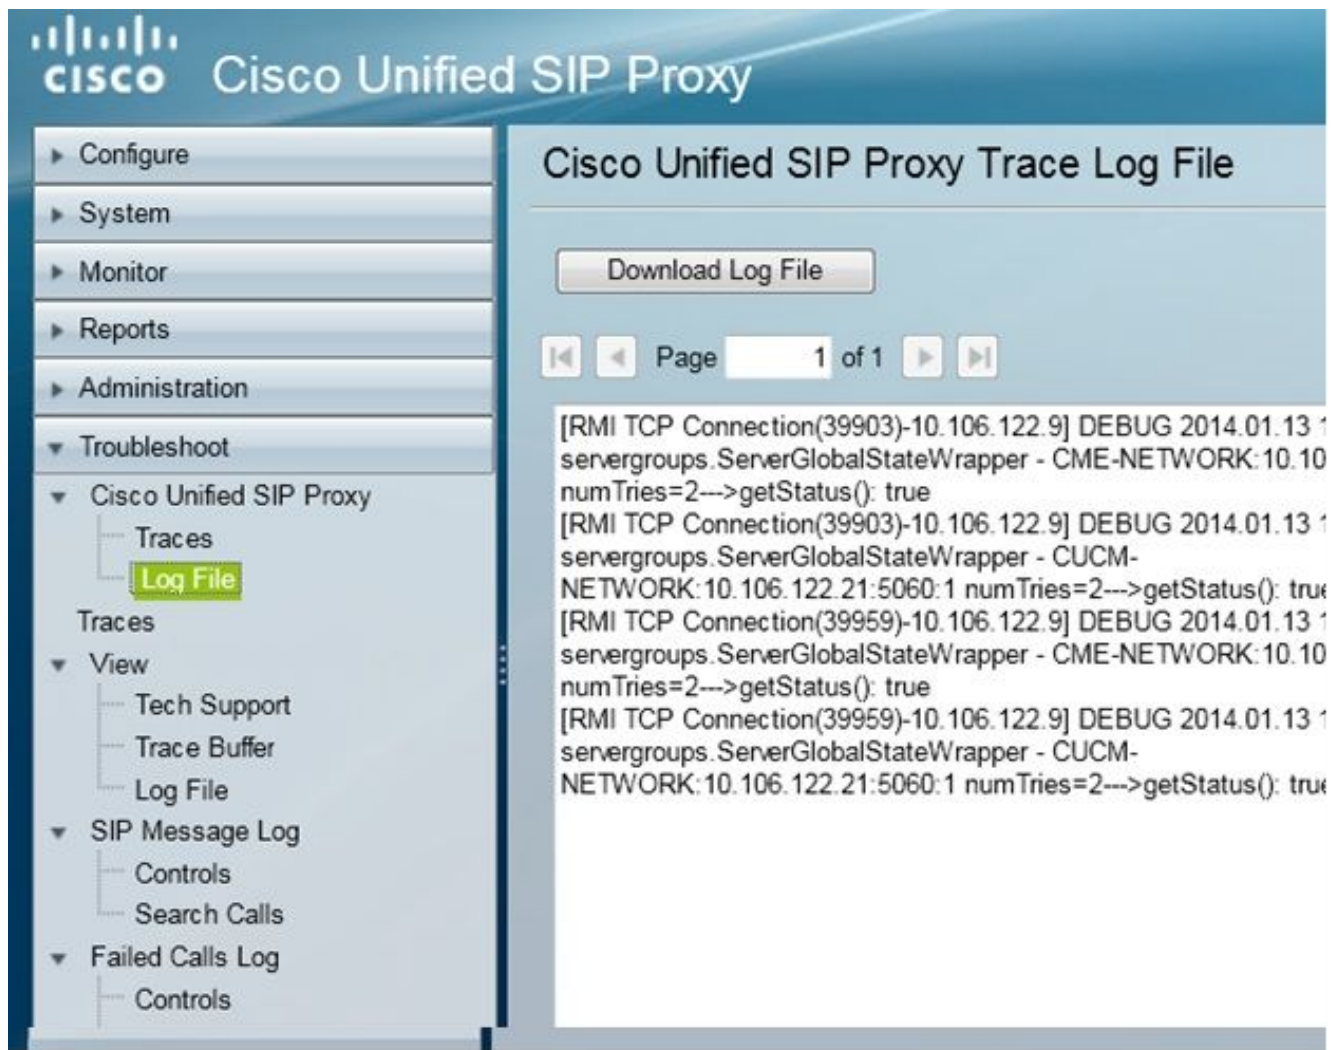 CISCO
Cisco Unified SIP Proxy
Configure
System
Monitor
Reports
Administration
Troubleshoot
Cisco Unified SIP Proxy
Traces
Log File
Traces
View
Tech Support
Trace Buffer
Log File
SIP Message Log
Controls
Search Calls
Failed Calls Log
Controls
Cisco Unified SIP Proxy Trace Log File
Download Log File
Page 1 of 1
[RMI TCP Connection(39903)-10.106.122.9] DEBUG 2014.01.13 1
servergroups.ServerGlobalStateWrapper - CME-NETWORK:10.10
numTries=2--->getStatus(): true
[RMI TCP Connection(39903)-10.106.122.9] DEBUG 2014.01.13 1
servergroups.ServerGlobalStateWrapper - CUCM-
NETWORK:10.106.122.21:5060:1 numTries=2--->getStatus(): true
[RMI TCP Connection(39959)-10.106.122.9] DEBUG 2014.01.13 1
servergroups.ServerGlobalStateWrapper - CME-NETWORK:10.10
numTries=2--->getStatus(): true
[RMI TCP Connection(39959)-10.106.122.9] DEBUG 2014.01.13 1
servergroups.ServerGlobalStateWrapper - CUCM-
NETWORK:10.106.122.21:5060:1 numTries=2--->getStatus(): true